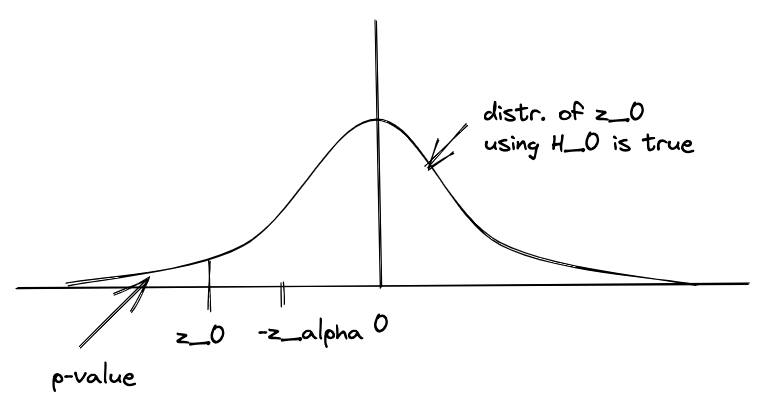 distr. of z_0
using H_0 is true
z_0
-z_alpha
0
p-value